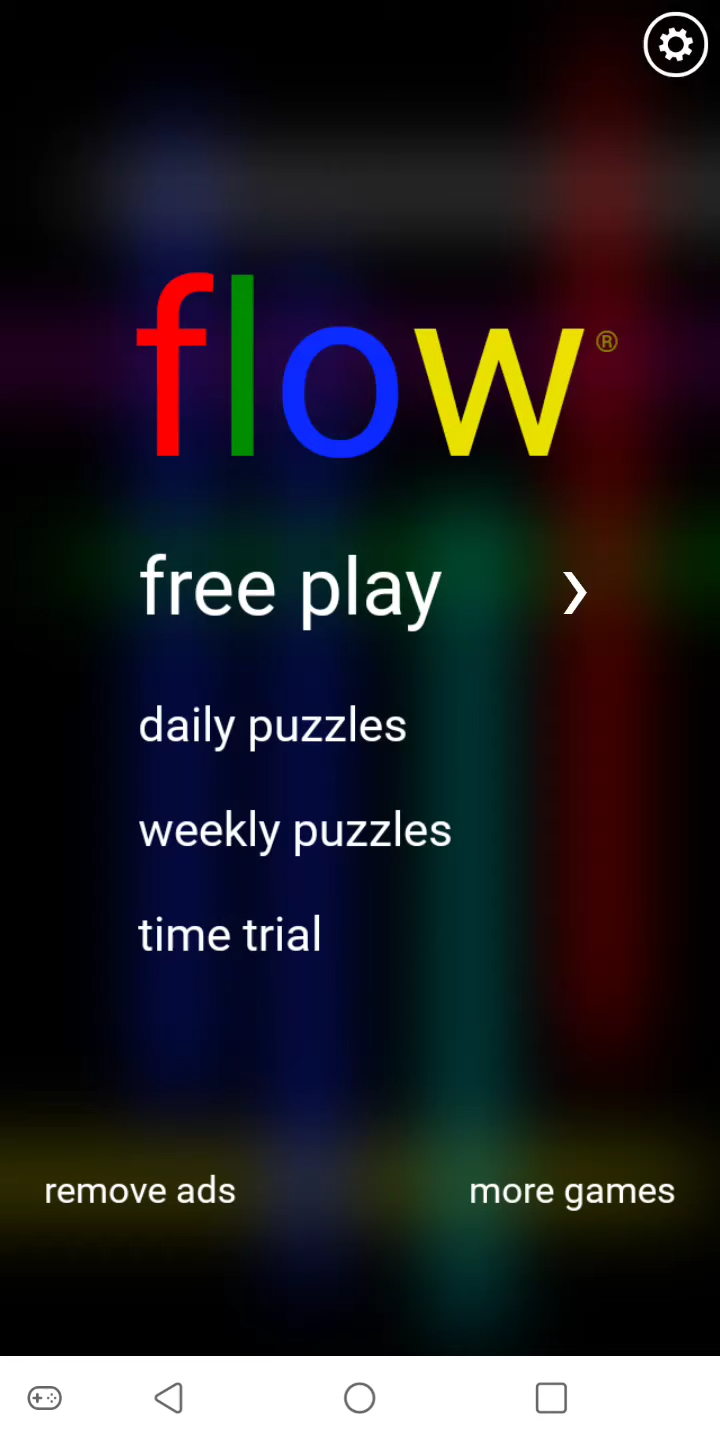 flow®
free play
daily puzzles
weekly puzzles
time trial
remove ads
more games